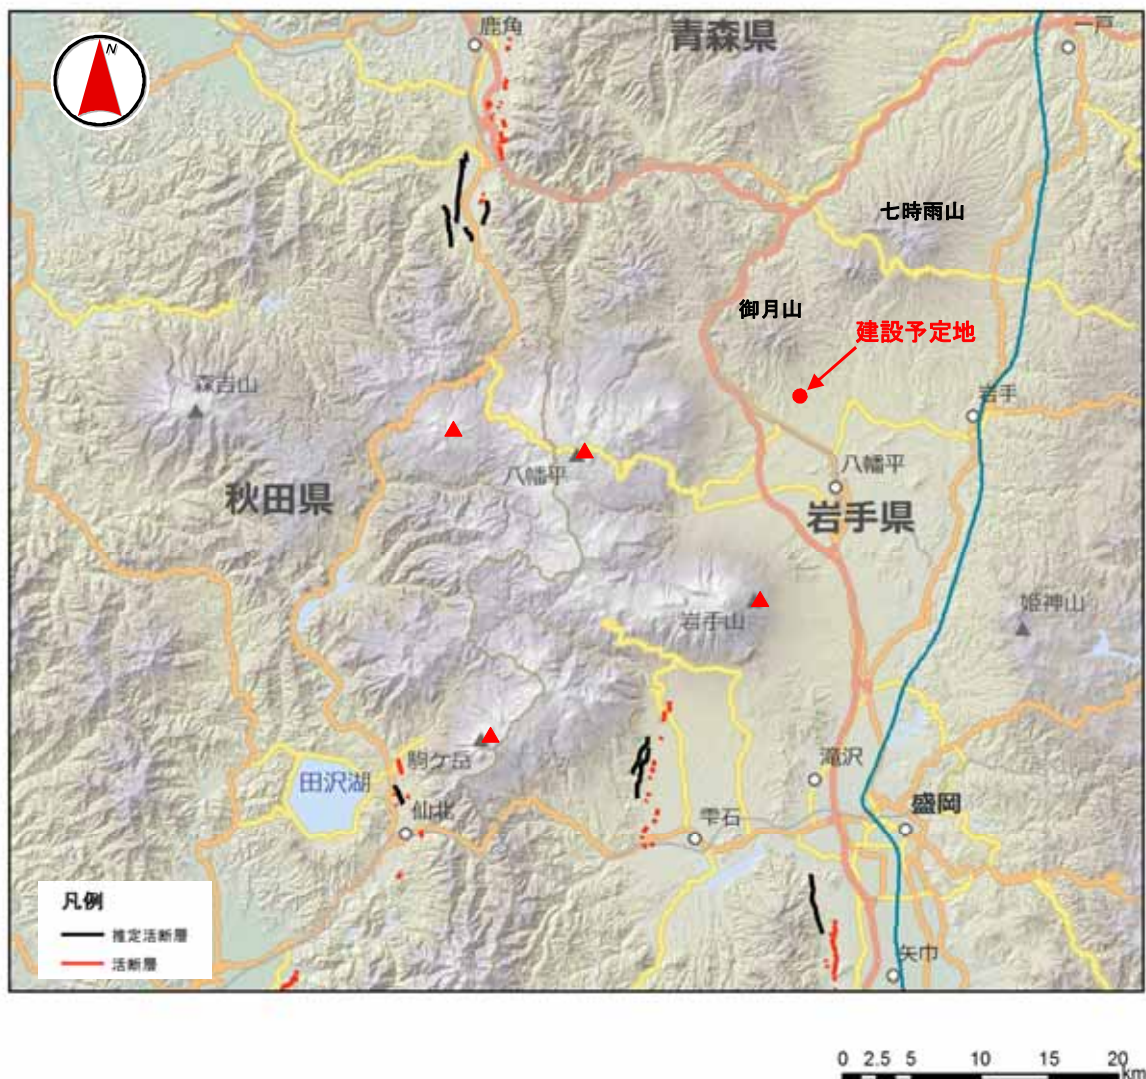 鹿角
青森県
一戸
N
七時雨山
御月山
建設予定地
森吉山
岩手
八幡平
八幡平
秋田県
岩手県
岩手山
姫神山
駒ケ岳
滝沢
田沢湖
仙北
雫石
盛岡
凡例
推定活断層
活断層
矢巾
0 2.5 5 10 15 20
km